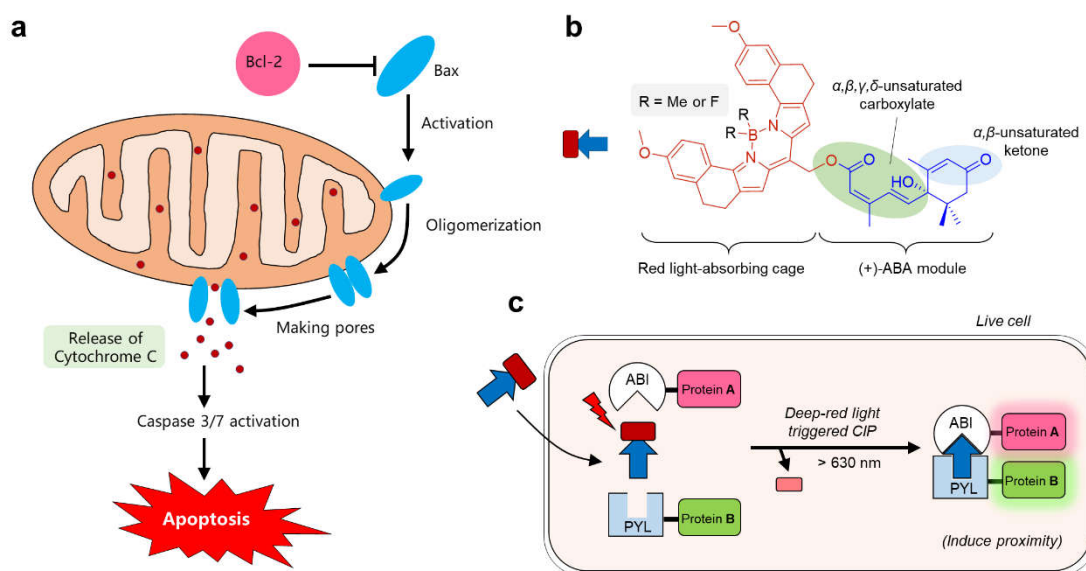 a
Bcl-2
Bax
Activation
Oligomerization
Making pores
Release of
Cytochrome C
Caspase 3/7 activation
Apoptosis
b
O
R = Me or F
R
R
B
N
N
O
O
O
HO
O
α,β,γ,δ-unsaturated
carboxylate
α,β-unsaturated
ketone
Red light-absorbing cage
(+)-ABA module
c
Live cell
ABI
Protein A
PYL
Protein B
Deep-red light
triggered CIP
> 630 nm
ABI
Protein A
PYL
Protein B
(Induce proximity)